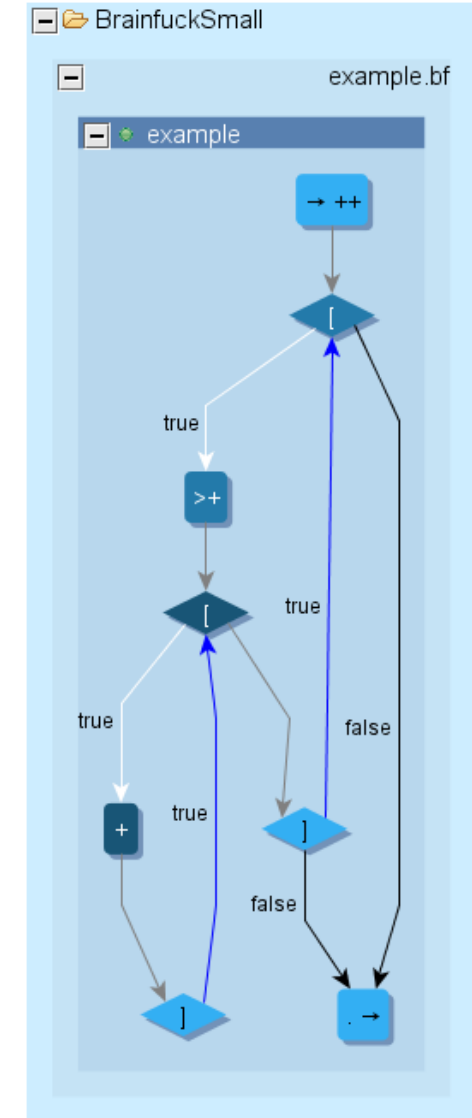 BrainfuckSmall
example.bf
example
→ ++
[
true
>+
[
true
false
true
true
+
]
false
]
. →